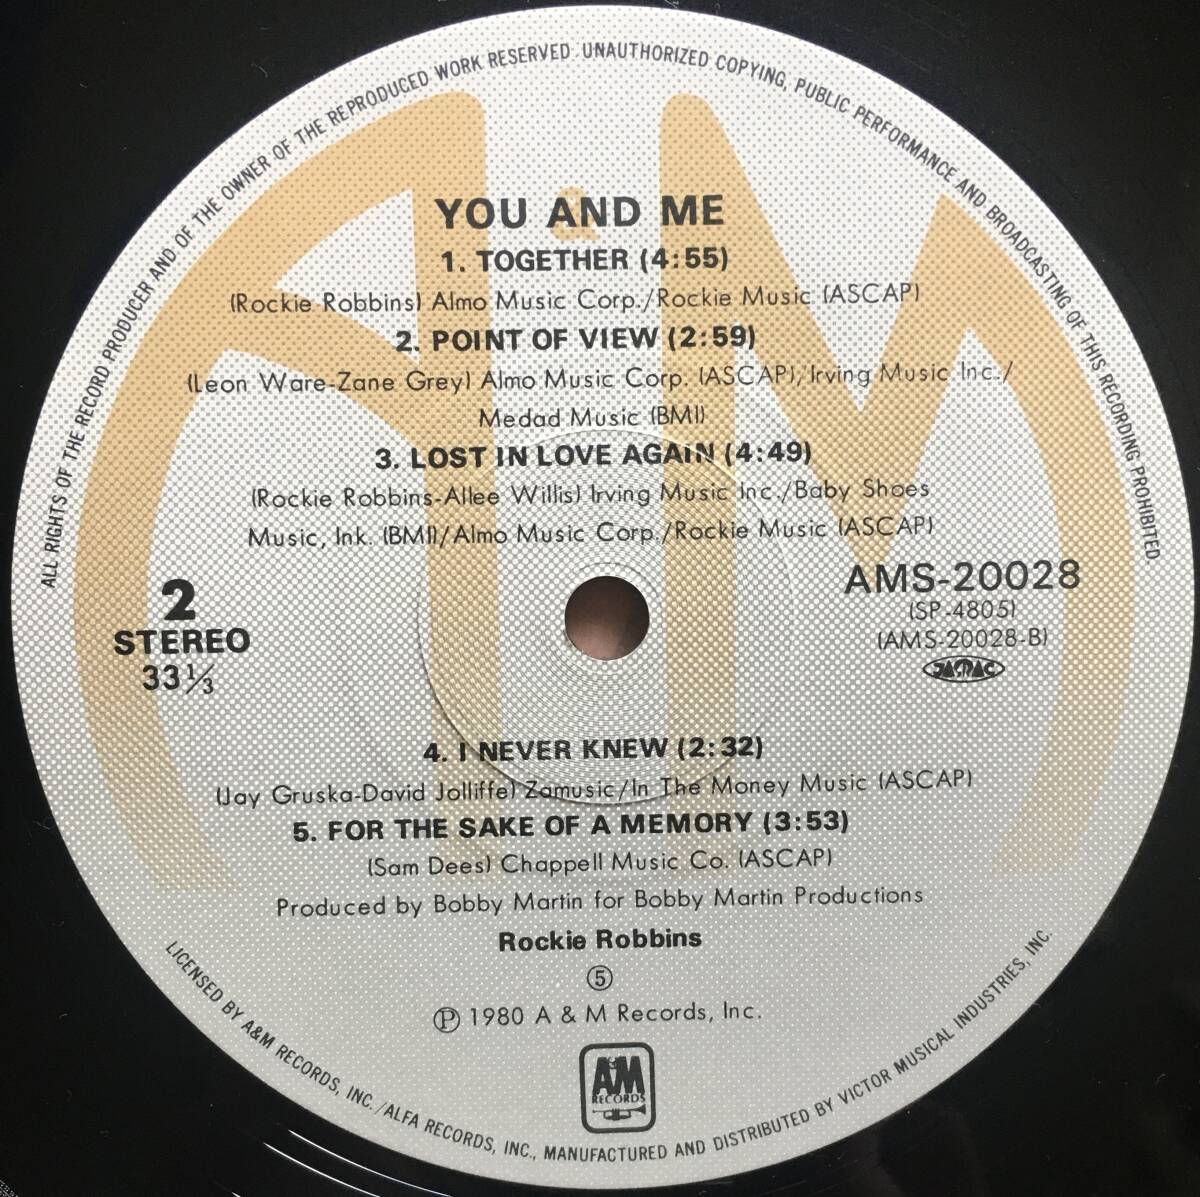 ALL RIGHTS OF THE RECORD PRODUCER AND OF THE OWNER OF THE REPRODUCED WORK RESERVED UNAUTHORIZED COPYING, PUBLIC PERFORMANCE AND BROADCASTING OF THIS RECORDING PROHIBITED
YOU AND ME
1. TOGETHER (4:55)
(Rockie Robbins) Almo Music Corp./Rockie Music (ASCAP)
2. POINT OF VIEW (2:59)
(Leon Ware-Zane Grey) Almo Music Corp. (ASCAP)/Irving Music Inc./
Medad Music (BMI)
3. LOST IN LOVE AGAIN (4:49)
(Rockie Robbins-Allee Willis) Irving Music Inc./Baby Shoes
Music, Ink. (BMI)/Almo Music Corp./Rockie Music (ASCAP)
2
STEREO
33 1/3
AMS-20028
(SP-4805)
(AMS-20028-B)
JASRAC
4. I NEVER KNEW (2:32)
(Jay Gruska-David Jolliffe) Zamusic/In The Money Music (ASCAP)
5. FOR THE SAKE OF A MEMORY (3:53)
(Sam Dees) Chappell Music Co. (ASCAP)
Produced by Bobby Martin for Bobby Martin Productions
Rockie Robbins
⑤
℗ 1980 A & M Records, Inc.
A&M
RECORDS
LICENSED BY A&M RECORDS, INC./ALFA RECORDS, INC., MANUFACTURED AND DISTRIBUTED BY VICTOR MUSICAL INDUSTRIES, INC.